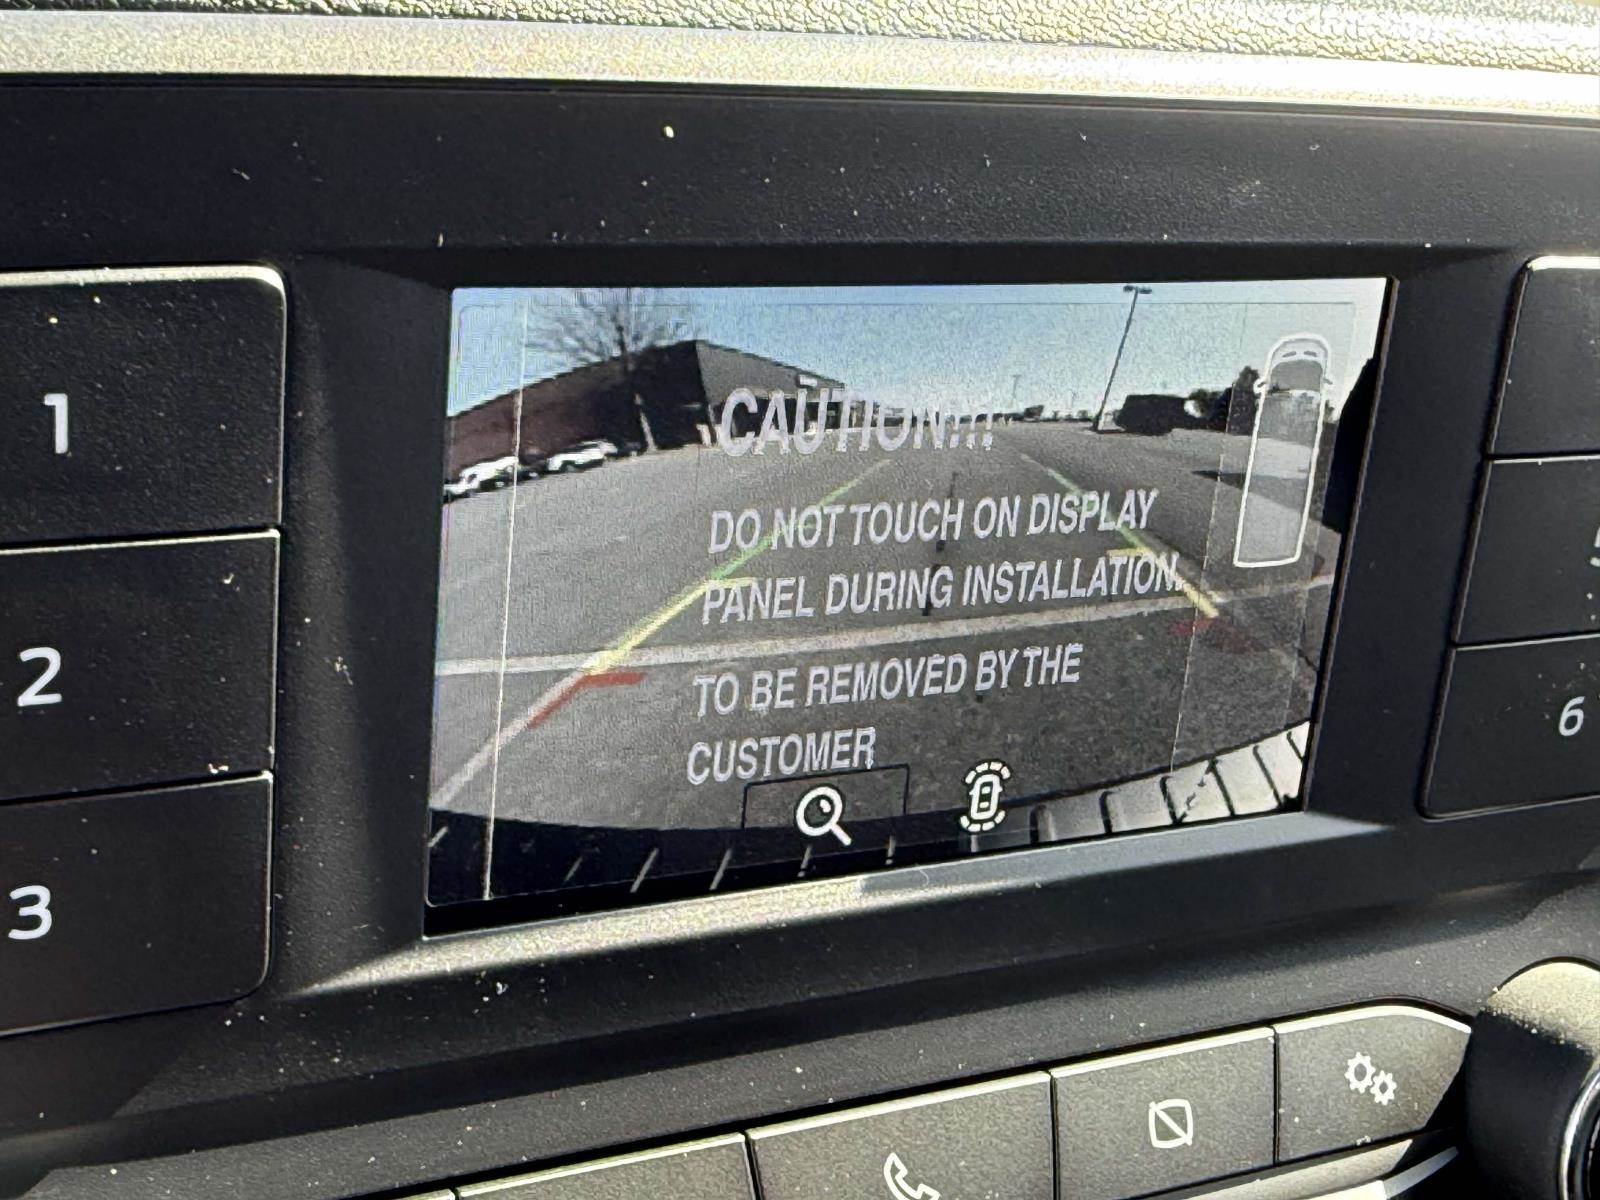 1
2
3
CAUTION!!!
DO NOT TOUCH ON DISPLAY
PANEL DURING INSTALLATION.
TO BE REMOVED BY THE
CUSTOMER
6